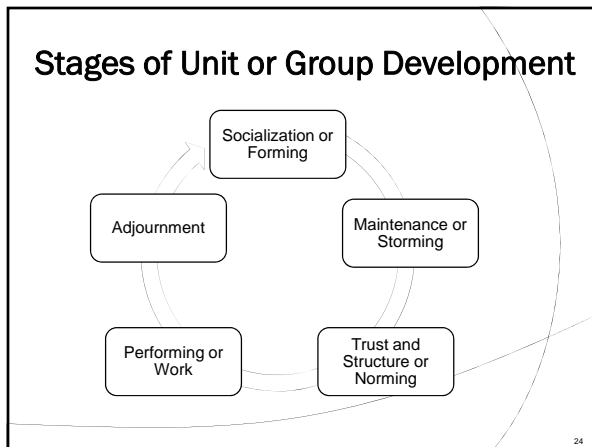 Stages of Unit or Group Development
Socialization or
Forming
Maintenance or
Storming
Trust and
Structure or
Norming
Performing or
Work
Adjournment
24